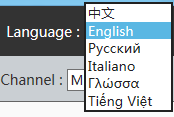 中文
Language : English
Русский
Italiano
Channel : M
Γλώσσα
Tiếng Việt